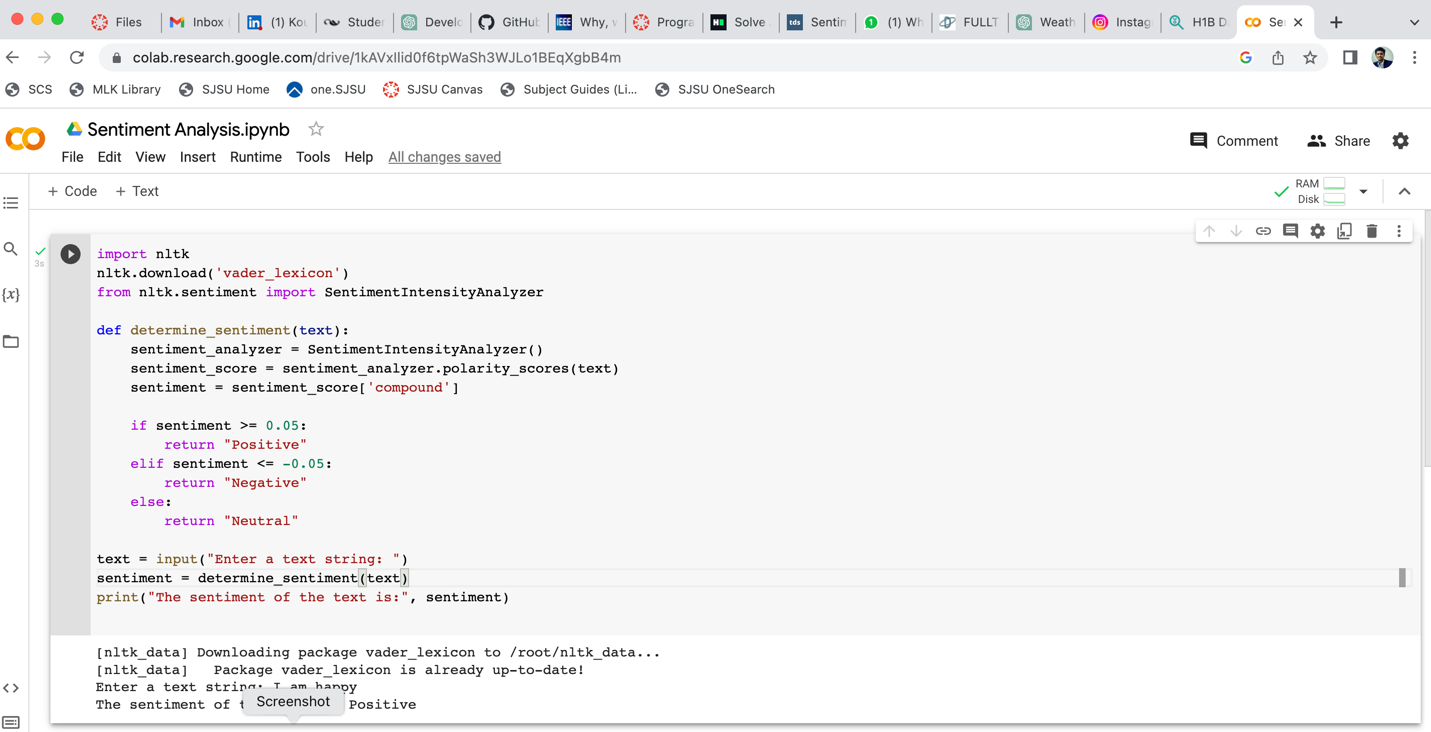 Files
Inbox (
(1) Kou
Studer
Develo
GitHub
IEEE
Why, w
Progra
Solve
tds
Sentin
(1) Wh
FULLT
Weath
Instag
H1B D
Se
colab.research.google.com/drive/1kAVxIlid0f6tpWaSh3WJLo1BEqXgbB4m
SCS MLK Library SJSU Home one.SJSU SJSU Canvas Subject Guides (Li... SJSU OneSearch
Sentiment Analysis.ipynb
File Edit View Insert Runtime Tools Help All changes saved
Comment Share
+ Code + Text
RAM
Disk
3s
{x}
import nltk
nltk.download('vader_lexicon')
from nltk.sentiment import SentimentIntensityAnalyzer
def determine_sentiment(text):
sentiment_analyzer = SentimentIntensityAnalyzer()
sentiment_score = sentiment_analyzer.polarity_scores(text)
sentiment = sentiment_score['compound']
if sentiment >= 0.05:
return "Positive"
elif sentiment <= -0.05:
return "Negative"
else:
return "Neutral"
text = input("Enter a text string: ")
sentiment = determine_sentiment(text)
print("The sentiment of the text is:", sentiment)
[nltk_data] Downloading package vader_lexicon to /root/nltk_data...
[nltk_data]   Package vader_lexicon is already up-to-date!
Enter a text string: I am happy
The sentiment of Positive
Screenshot